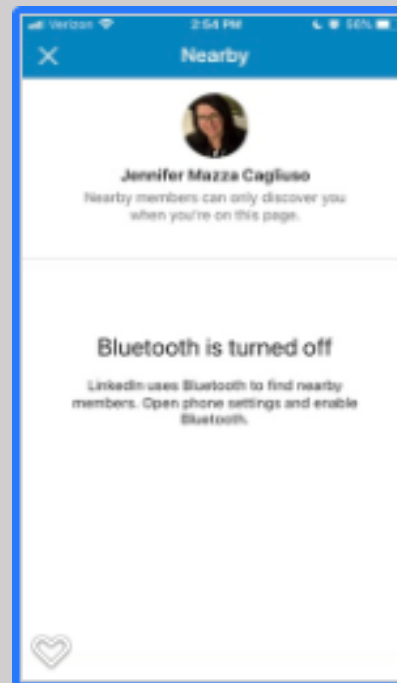 Verizon 2:54 PM 56%
Nearby
Jennifer Mazza Cagliuso
Nearby members can only discover you
when you're on this page.
Bluetooth is turned off
LinkedIn uses Bluetooth to find nearby
members. Open phone settings and enable
Bluetooth.